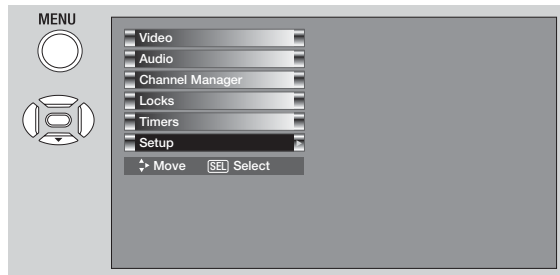 MENU
Video
Audio
Channel Manager
Locks
Timers
Setup
Move SEL Select